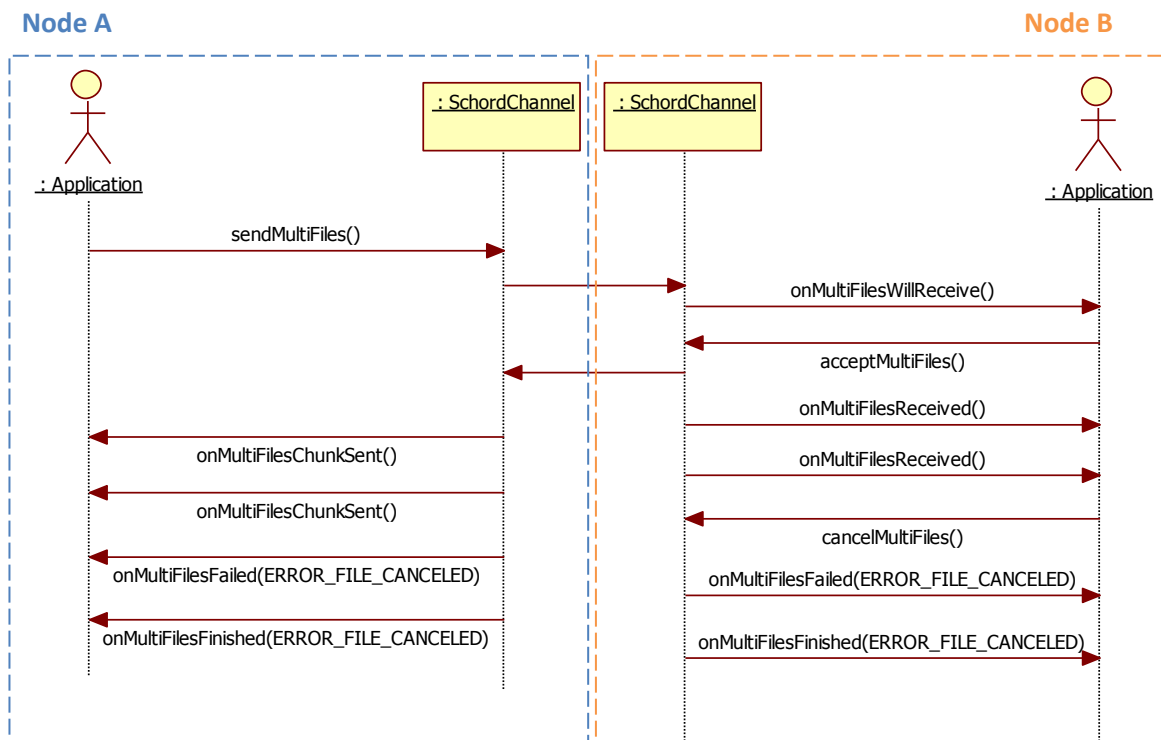 Node A
Node B
: SchordChannel
: SchordChannel
: Application
: Application
sendMultiFiles()
onMultiFilesWillReceive()
acceptMultiFiles()
onMultiFilesReceived()
onMultiFilesChunkSent()
onMultiFilesReceived()
onMultiFilesChunkSent()
cancelMultiFiles()
onMultiFilesFailed(ERROR_FILE_CANCELED)
onMultiFilesFailed(ERROR_FILE_CANCELED)
onMultiFilesFinished(ERROR_FILE_CANCELED)
onMultiFilesFinished(ERROR_FILE_CANCELED)